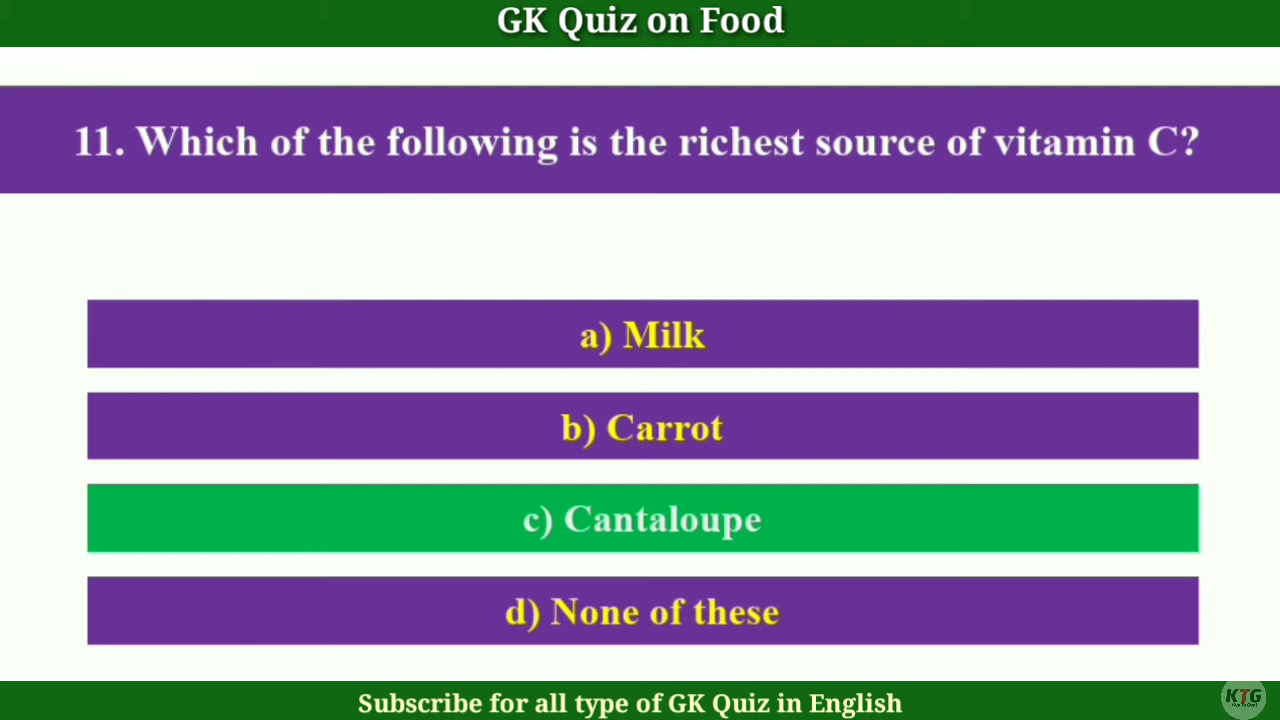 GK Quiz on Food
11. Which of the following is the richest source of vitamin C?
a) Milk
b) Carrot
c) Cantaloupe
d) None of these
Subscribe for all type of GK Quiz in English
KTG